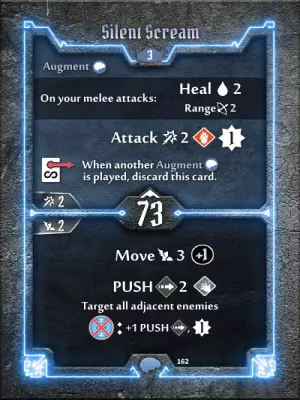 Silent Scream
3
Augment
On your melee attacks:
Heal 2
Range 2
Attack 2 1
When another Augment
is played, discard this card.
2
73
2
Move 3 +1
PUSH 2
Target all adjacent enemies
: +1 PUSH , 1
162